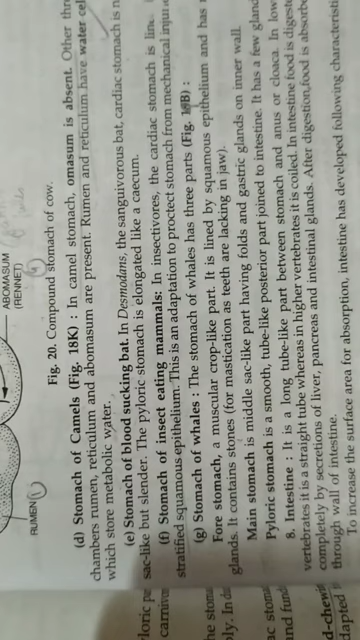 ABOMASUM
(RENNET)
RUMEN
Fig. 20. Compound stomach of cow.
(d) Stomach of Camels (Fig. 18K) : In camel stomach, omasum is absent. Other
chambers rumen, reticulum and abomasum are present. Rumen and reticulum have water
which store metabolic water.
(e) Stomach of blood sucking bat. In Desmodans, the sanguivorous bat, cardiac stomach is
sac-like but slender. The pyloric stomach is elongated like a caecum.
(f) Stomach of insect eating mammals: In insectivores, the cardiac stomach is
stratified squamous epithelium. This is an adaptation to proctect stomach from mechanical
(g) Stomach of whales : The stomach of whales has three parts (Fig. 18B) :
Fore stomach, a muscular crop-like part. It is lined by squamous epithelium and has
glands. It contains stones (for mastication as teeth are lacking in jaw).
Main stomach is middle sac-like part having folds and gastric glands on inner wall.
Pyloric stomach is a smooth, tube-like posterior part joined to intestine. It has a few
8. Intestine : It is a long tube-like part between stomach and anus or cloaca. In
vertebrates it is a straight tube whereas in higher vertebrates it is coiled. In intestine food is
completely by secretions of liver, pancreas and intestinal glands. After digestion, food is
through wall of intestine.
To increase the surface area for absorption, intestine has developed following